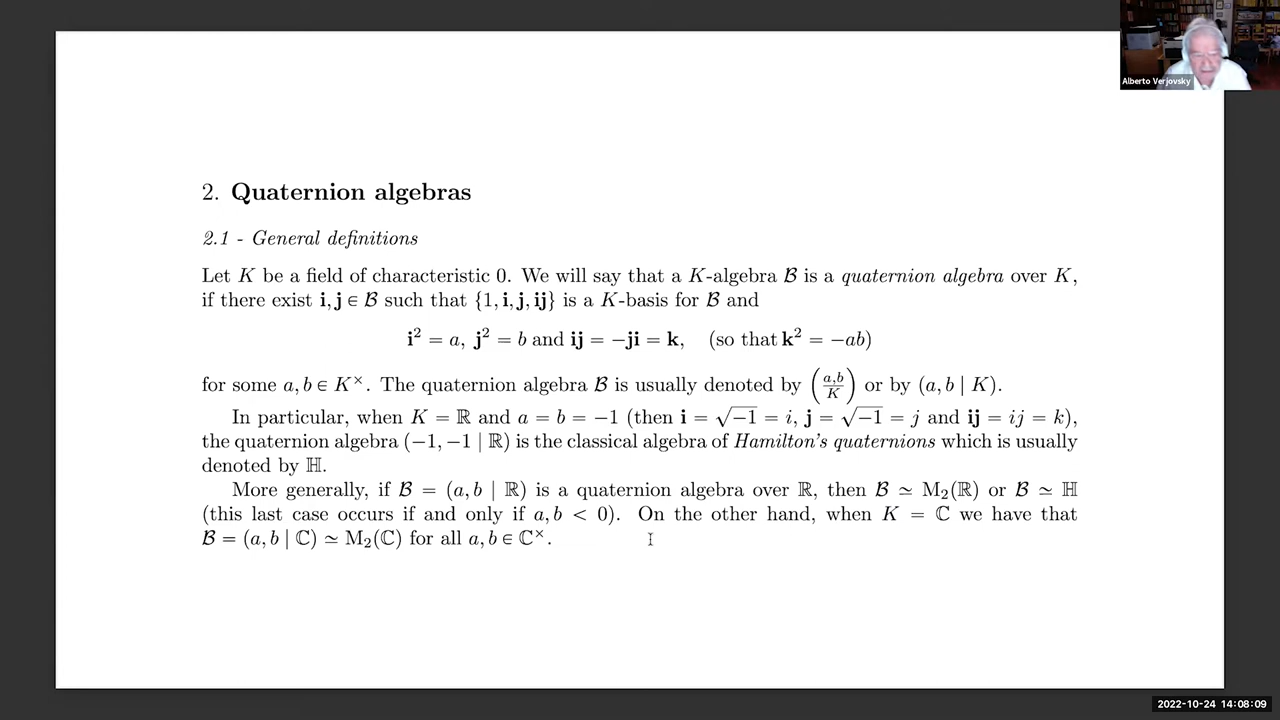 Alberto Verjovsky
2. Quaternion algebras
2.1 - General definitions
Let K be a field of characteristic 0. We will say that a K-algebra ℬ is a quaternion algebra over K,
if there exist i, j ∈ ℬ such that {1, i, j, ij} is a K-basis for ℬ and
i² = a, j² = b and ij = −ji = k, (so that k² = −ab)
for some a, b ∈ K×. The quaternion algebra ℬ is usually denoted by (a,b/K) or by (a, b | K).
In particular, when K = ℝ and a = b = −1 (then i = √−1 = i, j = √−1 = j and ij = ij = k),
the quaternion algebra (−1, −1 | ℝ) is the classical algebra of Hamilton's quaternions which is usually
denoted by ℍ.
More generally, if ℬ = (a, b | ℝ) is a quaternion algebra over ℝ, then ℬ ≃ M₂(ℝ) or ℬ ≃ ℍ
(this last case occurs if and only if a, b < 0). On the other hand, when K = ℂ we have that
ℬ = (a, b | ℂ) ≃ M₂(ℂ) for all a, b ∈ ℂ×.
2022-10-24 14:08:09